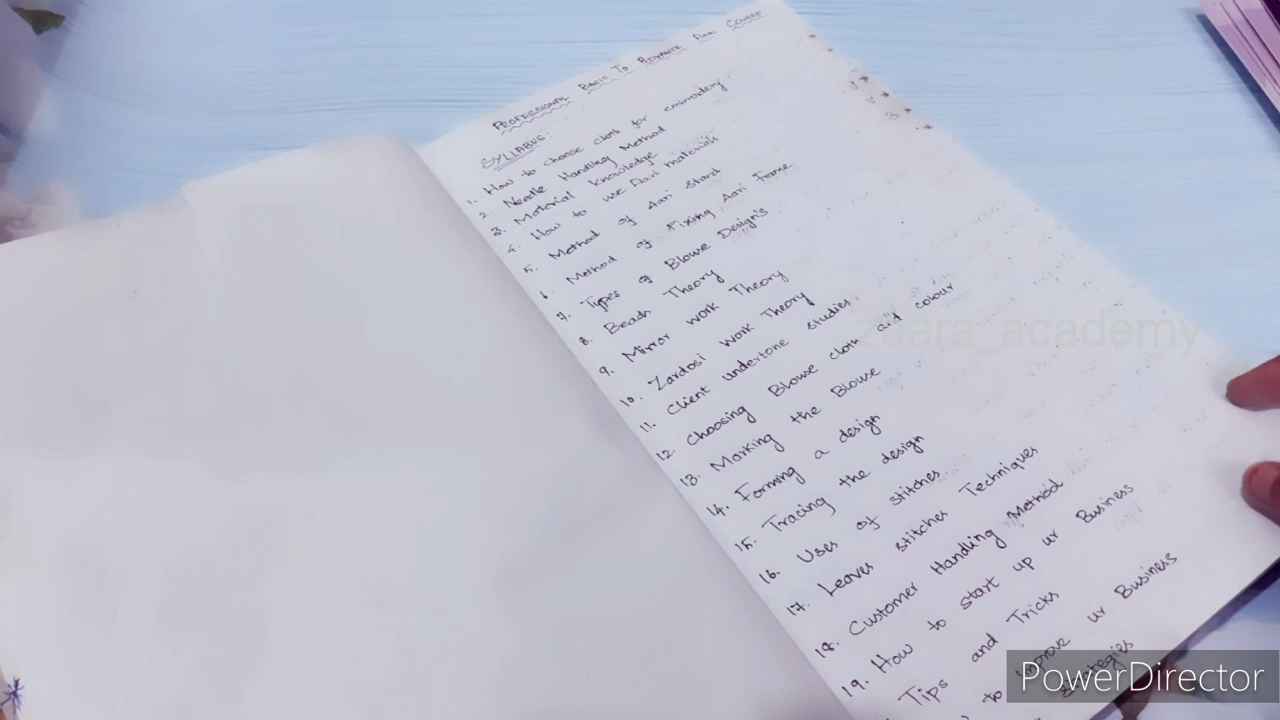 PROFESSIONAL BASIC TO ADVANCE Aari COURSE
SYLLABUS:
1. How to choose cloth for embroidery
2. Needle Handling Method
3. Material knowledge
4. How to use Aari materials
5. Method of Aari stand
6. Method of Fixing Aari Frame
7. Types of Blouse Design's
8. Beads Theory
9. Mirror work Theory
10. Zardosi work Theory
11. Client undertone studies
12. Choosing Blouse cloth and colour
13. Marking the Blouse
14. Forming a design
15. Tracing the design
16. Uses of stitches
17. Leaves stitches Techniques
18. Customer Handling Method
19. How to start up ur Business
Tips and Tricks
to ur Business
zaara_academy
PowerDirector